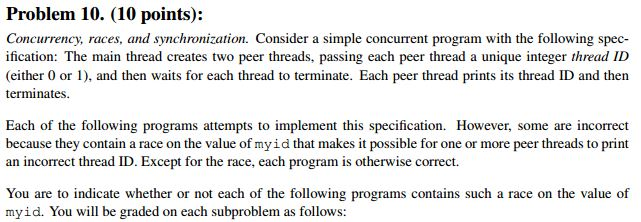 Problem 10. (10 points):
Concurrency, races, and synchronization. Consider a simple concurrent program with the following spec-
ification: The main thread creates two peer threads, passing each peer thread a unique integer thread ID
(either 0 or 1), and then waits for each thread to terminate. Each peer thread prints its thread ID and then
terminates.
Each of the following programs attempts to implement this specification. However, some are incorrect
because they contain a race on the value of myid that makes it possible for one or more peer threads to print
an incorrect thread ID. Except for the race, each program is otherwise correct.
You are to indicate whether or not each of the following programs contains such a race on the value of
myid. You will be graded on each subproblem as follows: